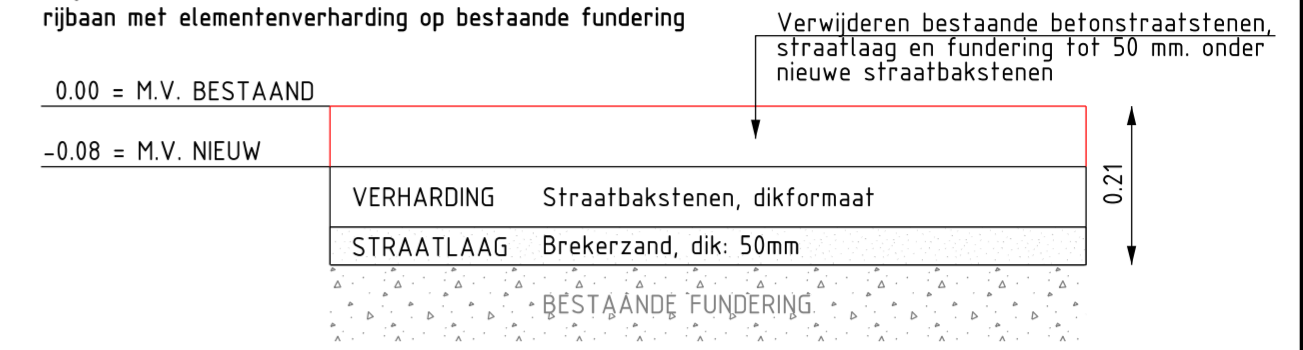 rijbaan met elementenverharding op bestaande fundering
Verwijderen bestaande betonstraatstenen,
straatlaag en fundering tot 50 mm. onder
nieuwe straatbakstenen
0.00 = M.V. BESTAAND
-0.08 = M.V. NIEUW
0.21
VERHARDING Straatbakstenen, dikformaat
STRAATLAAG Brekerzand, dik: 50mm
BESTAANDE FUNDERING